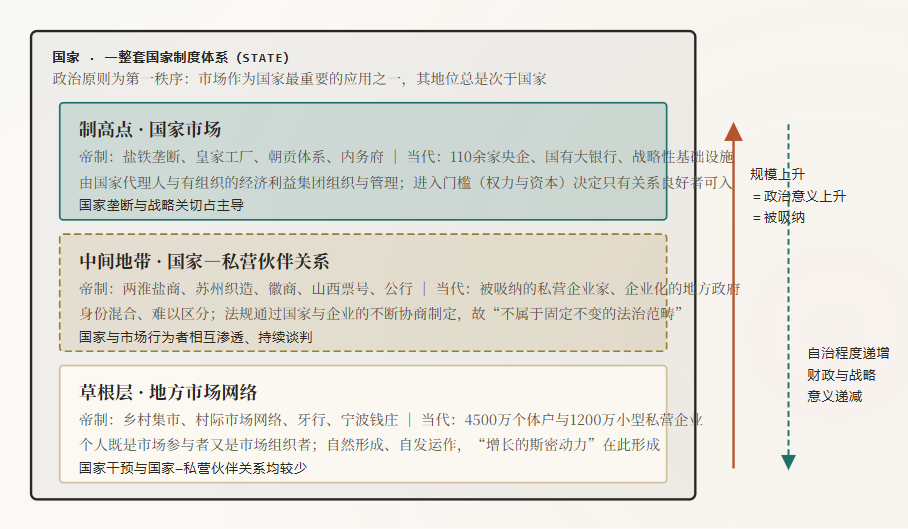 国家 · 一整套国家制度体系（STATE）
政治原则为第一秩序：市场作为国家最重要的应用之一，其地位总是次于国家
制高点 · 国家市场
帝制：盐铁垄断、皇家工厂、朝贡体系、内务府 ｜ 当代：110余家央企、国有大银行、战略性基础设施
由国家代理人与有组织的经济利益集团组织与管理；进入门槛（权力与资本）决定只有关系良好者可入
国家垄断与战略关切占主导
中间地带 · 国家—私营伙伴关系
帝制：两淮盐商、苏州织造、徽商、山西票号、公行 ｜ 当代：被吸纳的私营企业家、企业化的地方政府
身份混合、难以区分；法规通过国家与企业的不断协商制定，故“不属于固定不变的法治范畴”
国家与市场行为者相互渗透、持续谈判
草根层 · 地方市场网络
帝制：乡村集市、村际市场网络、牙行、宁波钱庄 ｜ 当代：4500万个体户与1200万小型私营企业
个人既是市场参与者又是市场组织者；自然形成、自发运作，“增长的斯密动力”在此形成
国家干预与国家–私营伙伴关系均较少
规模上升
= 政治意义上升
= 被吸纳
自治程度递增
财政与战略
意义递减